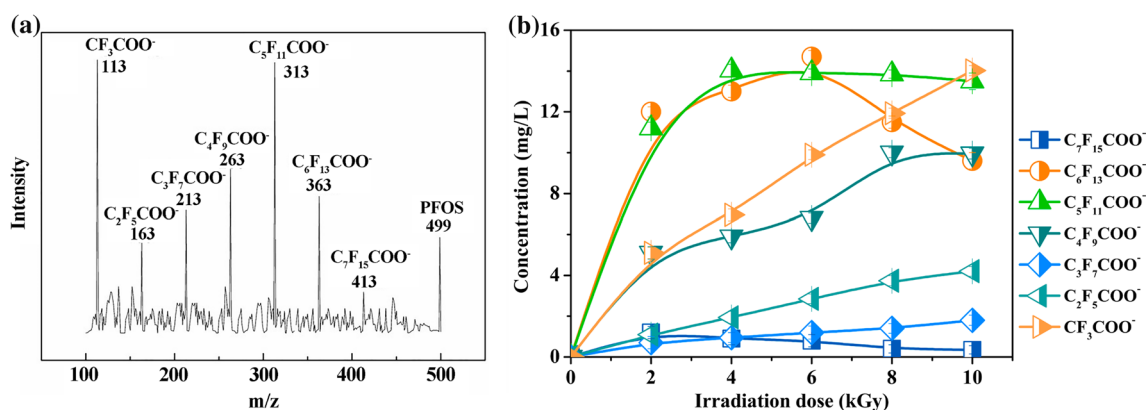 (a)
CF₃COO⁻
113
C₅F₁₁COO⁻
313
C₄F₉COO⁻
263
C₆F₁₃COO⁻
363
C₃F₇COO⁻
213
PFOS
499
C₂F₅COO⁻
163
C₇F₁₅COO⁻
413
Intensity
100 200 300 400 500
m/z
(b)
16
12
8
4
0
Concentration (mg/L)
0 2 4 6 8 10
Irradiation dose (kGy)
C₇F₁₅COO⁻
C₆F₁₃COO⁻
C₅F₁₁COO⁻
C₄F₉COO⁻
C₃F₇COO⁻
C₂F₅COO⁻
CF₃COO⁻